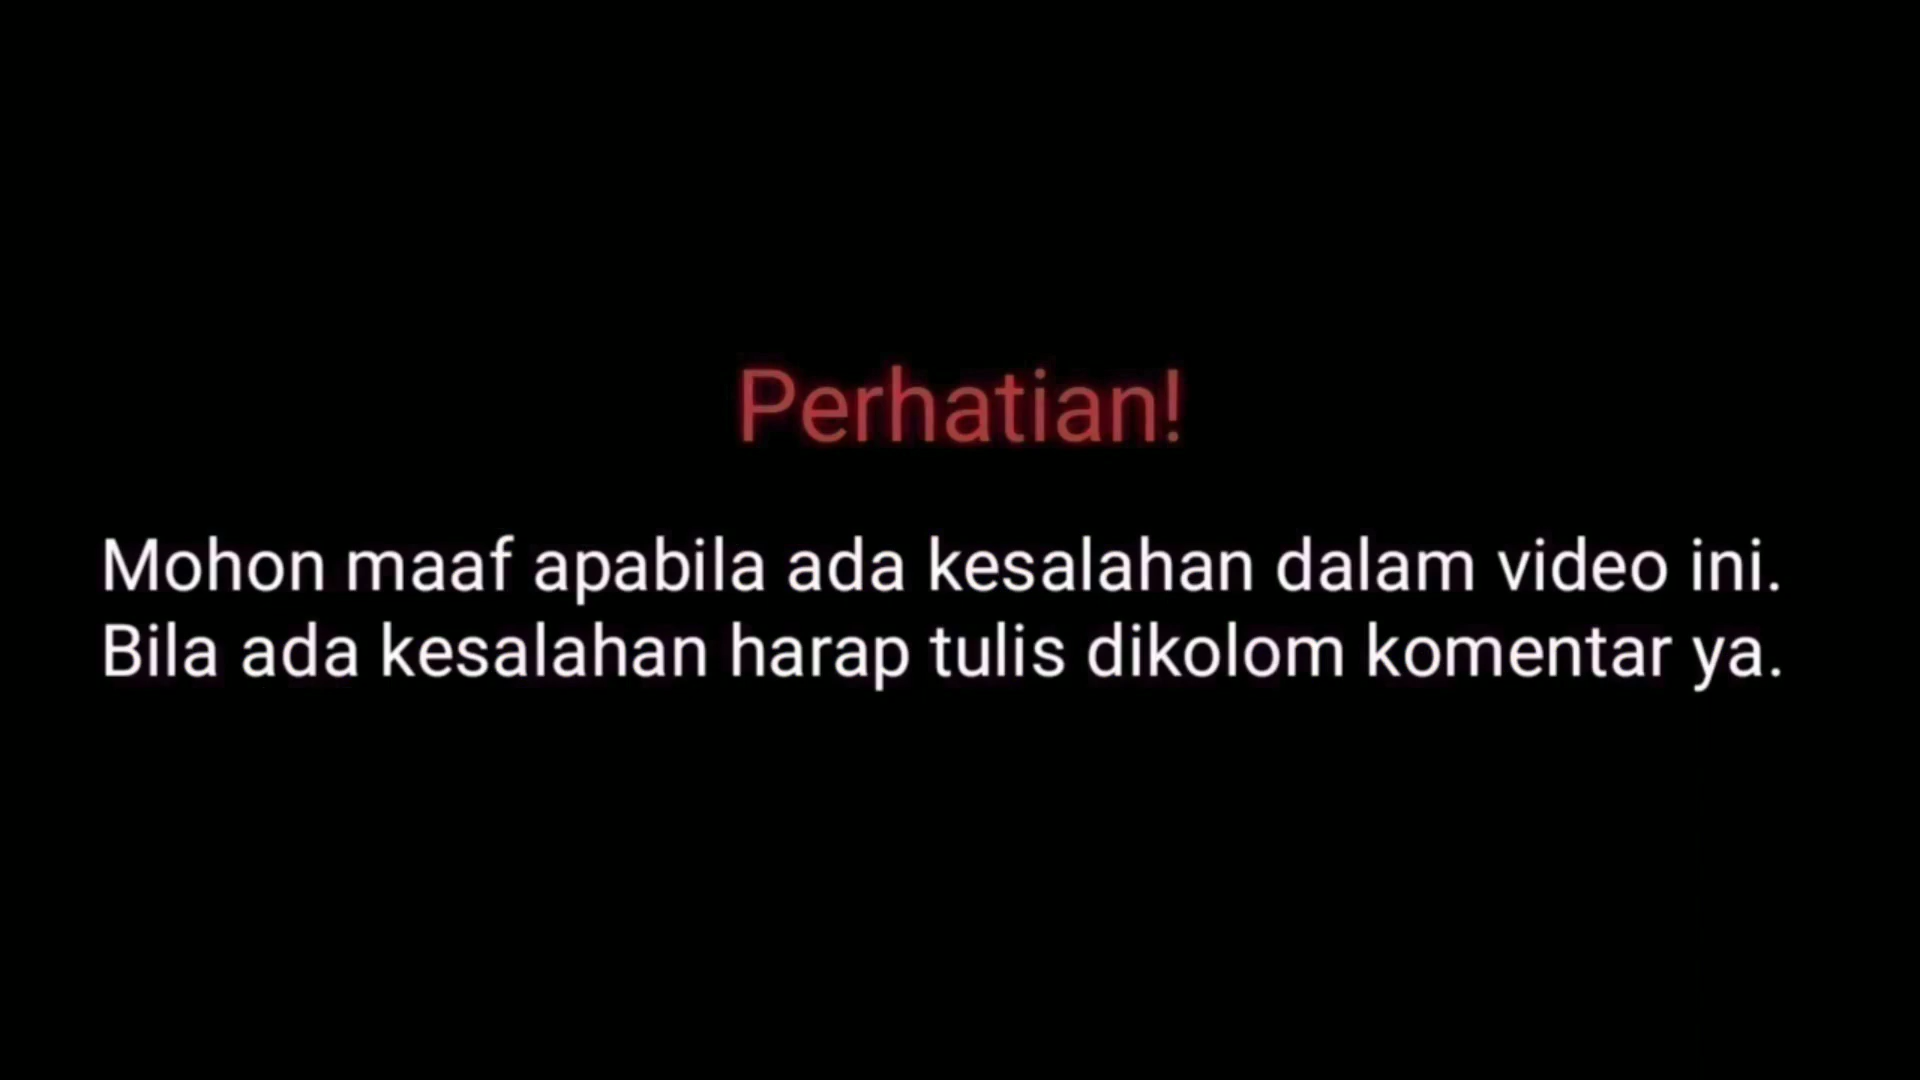 Perhatian!
Mohon maaf apabila ada kesalahan dalam video ini.
Bila ada kesalahan harap tulis dikolom komentar ya.